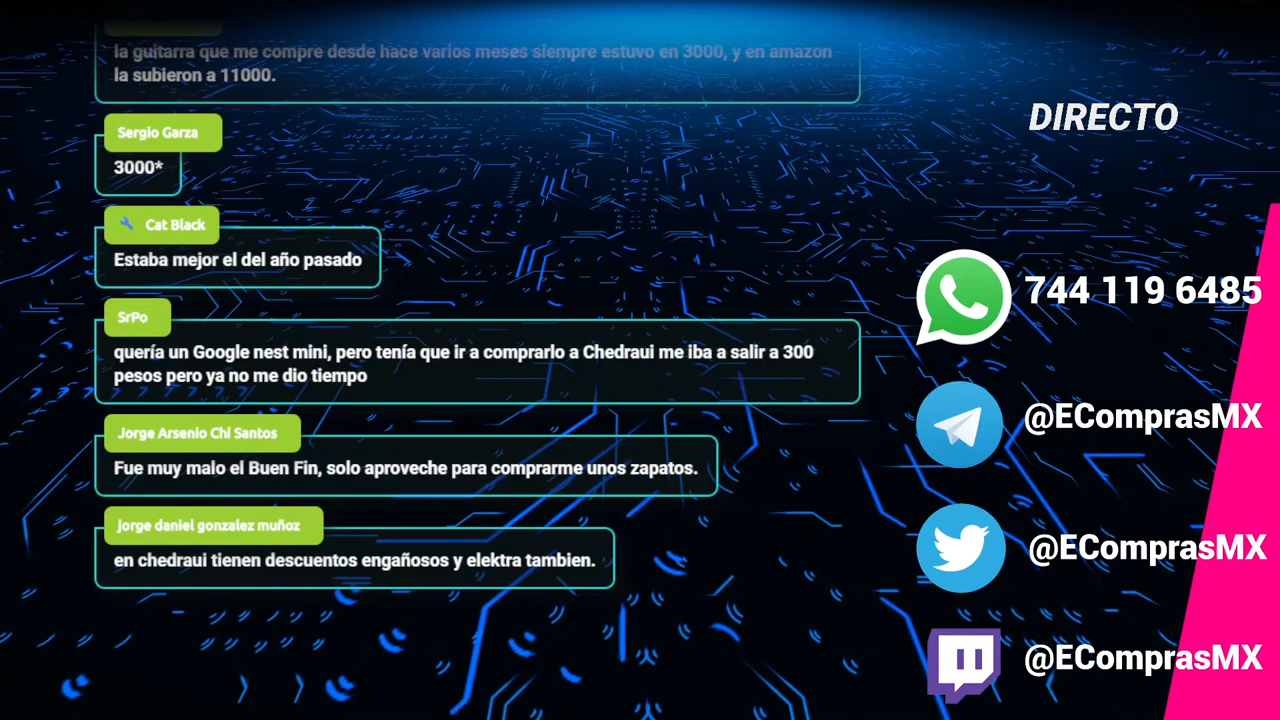 la guitarra que me compre desde hace varios meses siempre estuvo en 3000, y en amazon
la subieron a 11000.
Sergio Garza
3000*
Cat Black
Estaba mejor el del año pasado
SrPo
quería un Google nest mini, pero tenía que ir a comprarlo a Chedraui me iba a salir a 300
pesos pero ya no me dio tiempo
Jorge Arsenio Chi Santos
Fue muy malo el Buen Fin, solo aproveche para comprarme unos zapatos.
jorge daniel gonzalez muñoz
en chedraui tienen descuentos engañosos y elektra tambien.
DIRECTO
744 119 6485
@EComprasMX
@EComprasMX
@EComprasMX